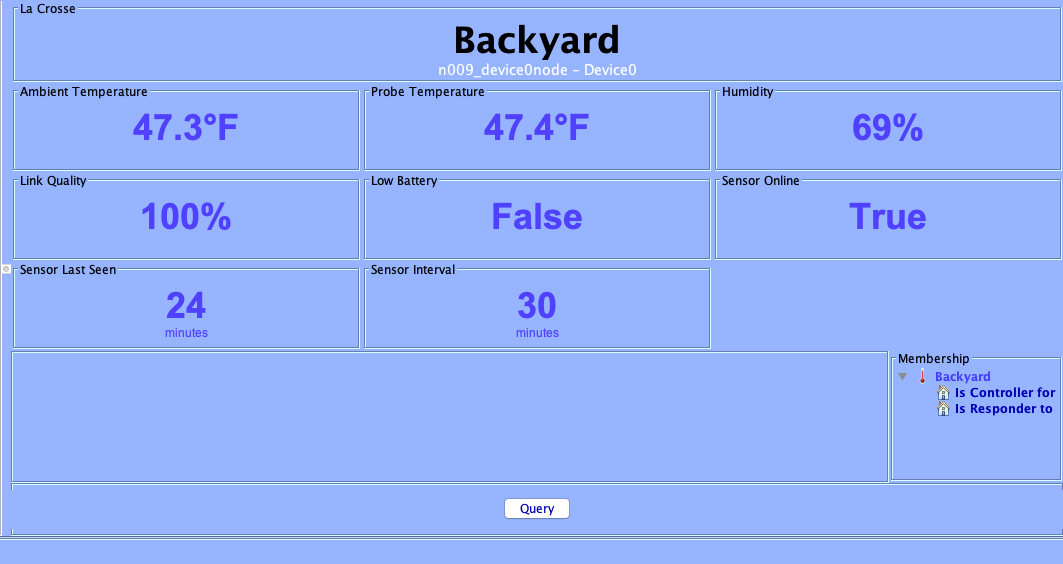 La Crosse
Backyard
n009_device0node - Device0
Ambient Temperature
47.3°F
Probe Temperature
47.4°F
Humidity
69%
Link Quality
100%
Low Battery
False
Sensor Online
True
Sensor Last Seen
24
minutes
Sensor Interval
30
minutes
Membership
Backyard
Is Controller for
Is Responder to
Query